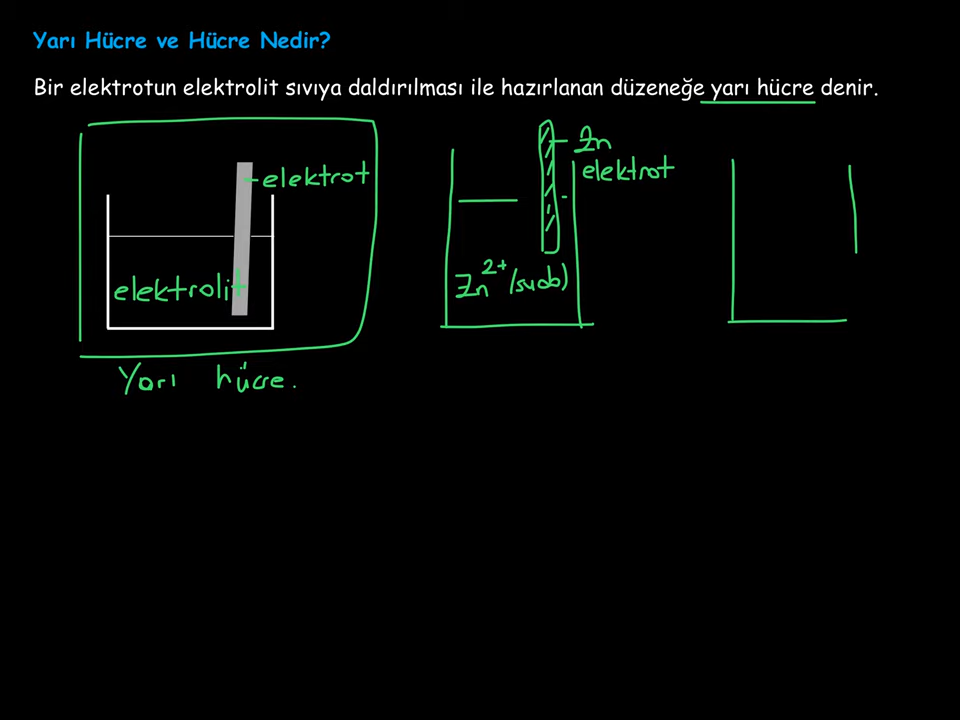 Yarı Hücre ve Hücre Nedir?
Bir elektrotun elektrolit sıvıya daldırılması ile hazırlanan düzeneğe yarı hücre denir.
elektrot
elektrolit
Yarı hücre.
Zn
elektrot
Zn²⁺(suda)